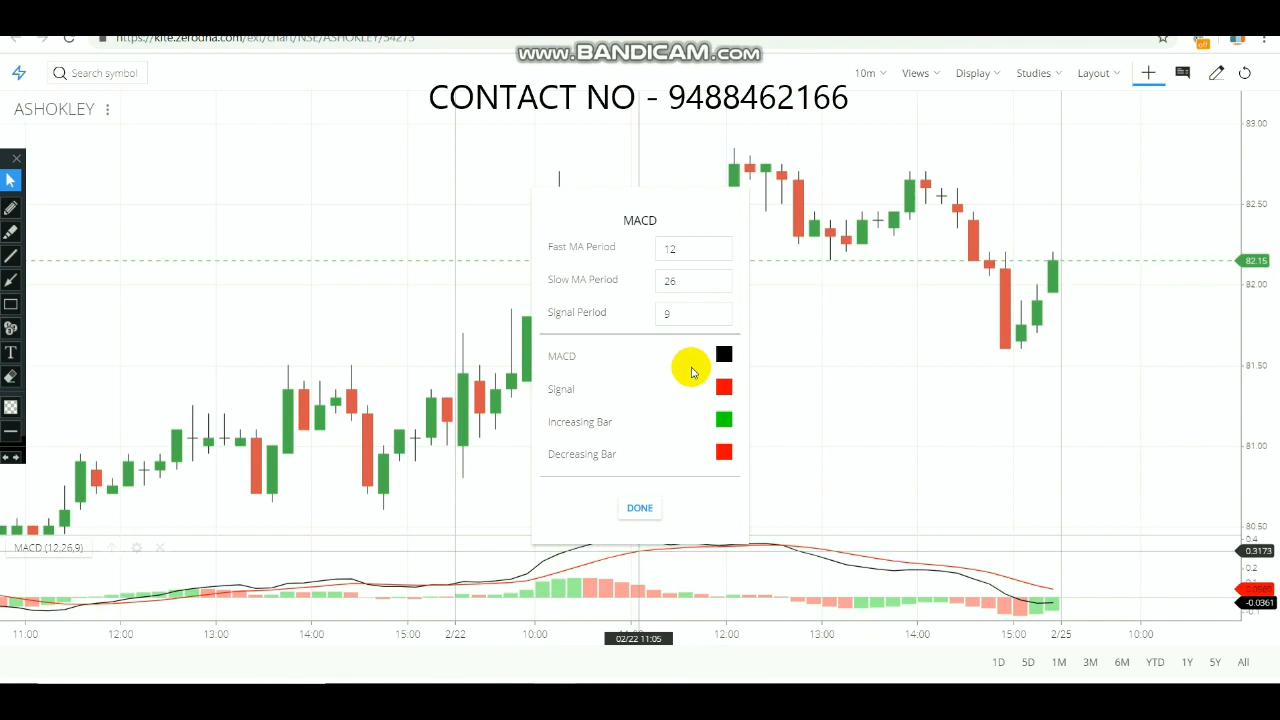 https://kite.zerodha.com/ext/chart/NSE/ASHOKLEY/54273
off
www.BANDICAM.com
Search symbol
10m
Views
Display
Studies
Layout
CONTACT NO - 9488462166
ASHOKLEY
83.00
82.50
82.15
82.00
81.50
81.00
80.50
MACD
Fast MA Period 12
Slow MA Period 26
Signal Period 9
MACD
Signal
Increasing Bar
Decreasing Bar
DONE
T
MACD (12,26,9)
0.4
0.3173
0.2
-0.0361
11:00 12:00 13:00 14:00 15:00 2/22 10:00 12:00 13:00 14:00 15:00 2/25 10:00
02/22 11:05
1D 5D 1M 3M 6M YTD 1Y 5Y All